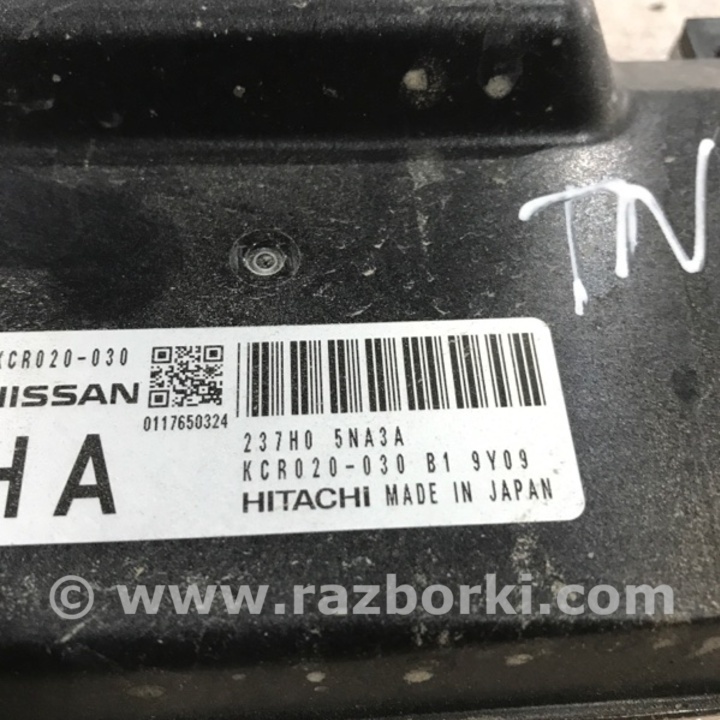 TN
KCR020-030
NISSAN
0117650324
HA
237H0 5NA3A
KCR020-030 B1 9Y09
HITACHI MADE IN JAPAN
© www.razborki.com